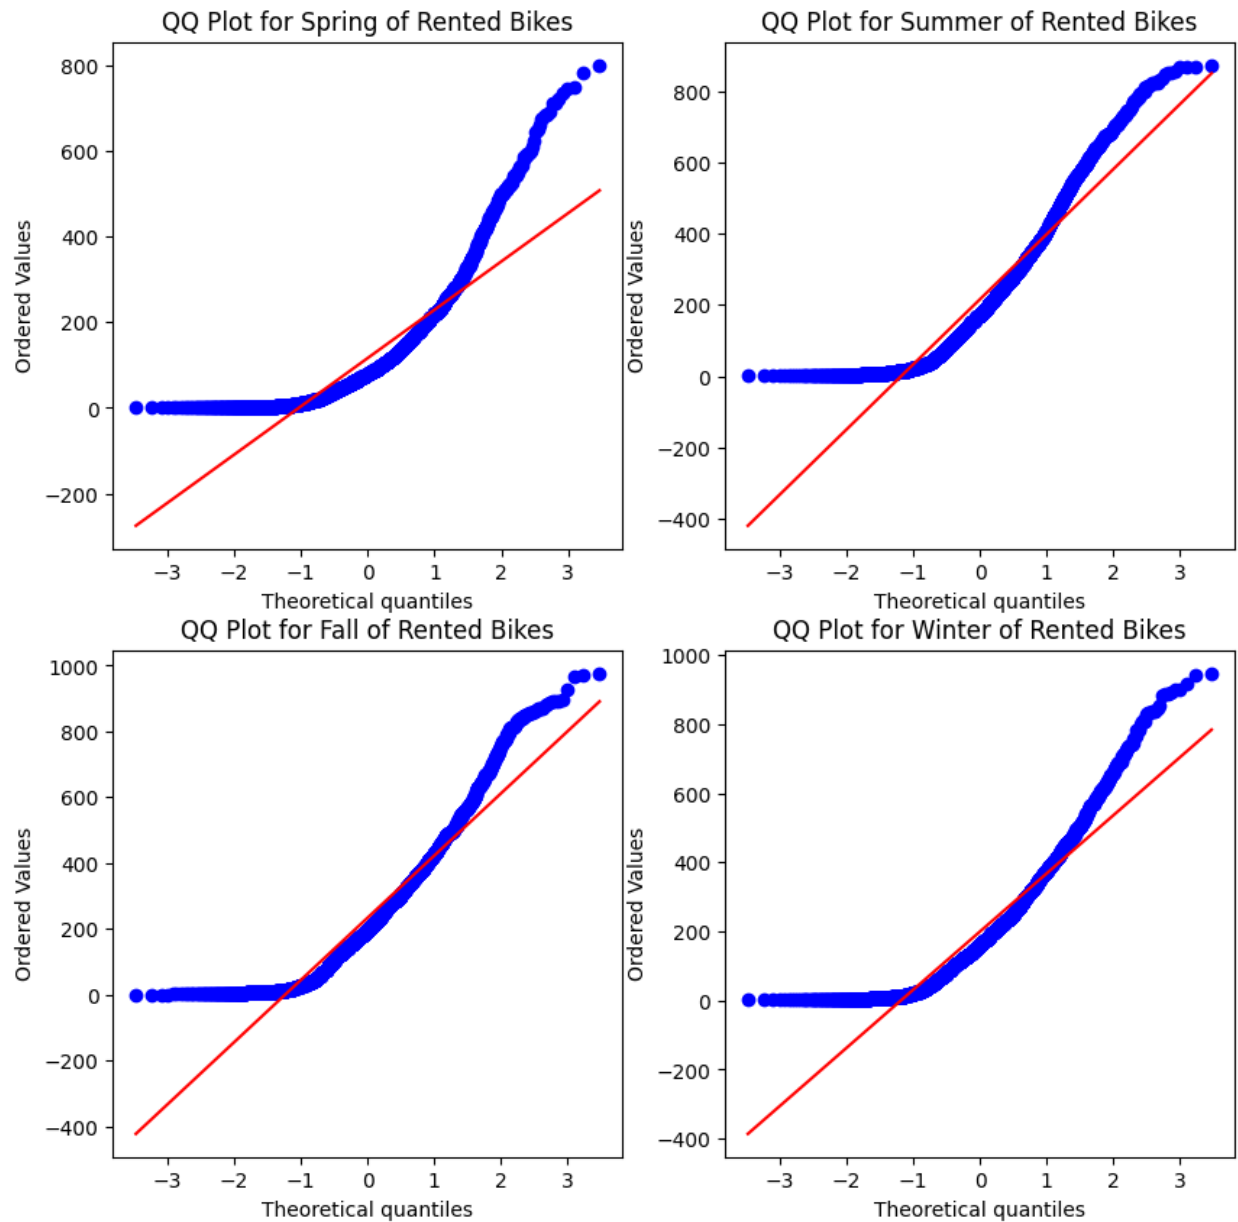 QQ Plot for Spring of Rented Bikes
800
600
400
200
0
−200
Ordered Values
−3 −2 −1 0 1 2 3
Theoretical quantiles
QQ Plot for Summer of Rented Bikes
800
600
400
200
0
−200
−400
Ordered Values
−3 −2 −1 0 1 2 3
Theoretical quantiles
QQ Plot for Fall of Rented Bikes
1000
800
600
400
200
0
−200
−400
Ordered Values
−3 −2 −1 0 1 2 3
Theoretical quantiles
QQ Plot for Winter of Rented Bikes
1000
800
600
400
200
0
−200
−400
Ordered Values
−3 −2 −1 0 1 2 3
Theoretical quantiles